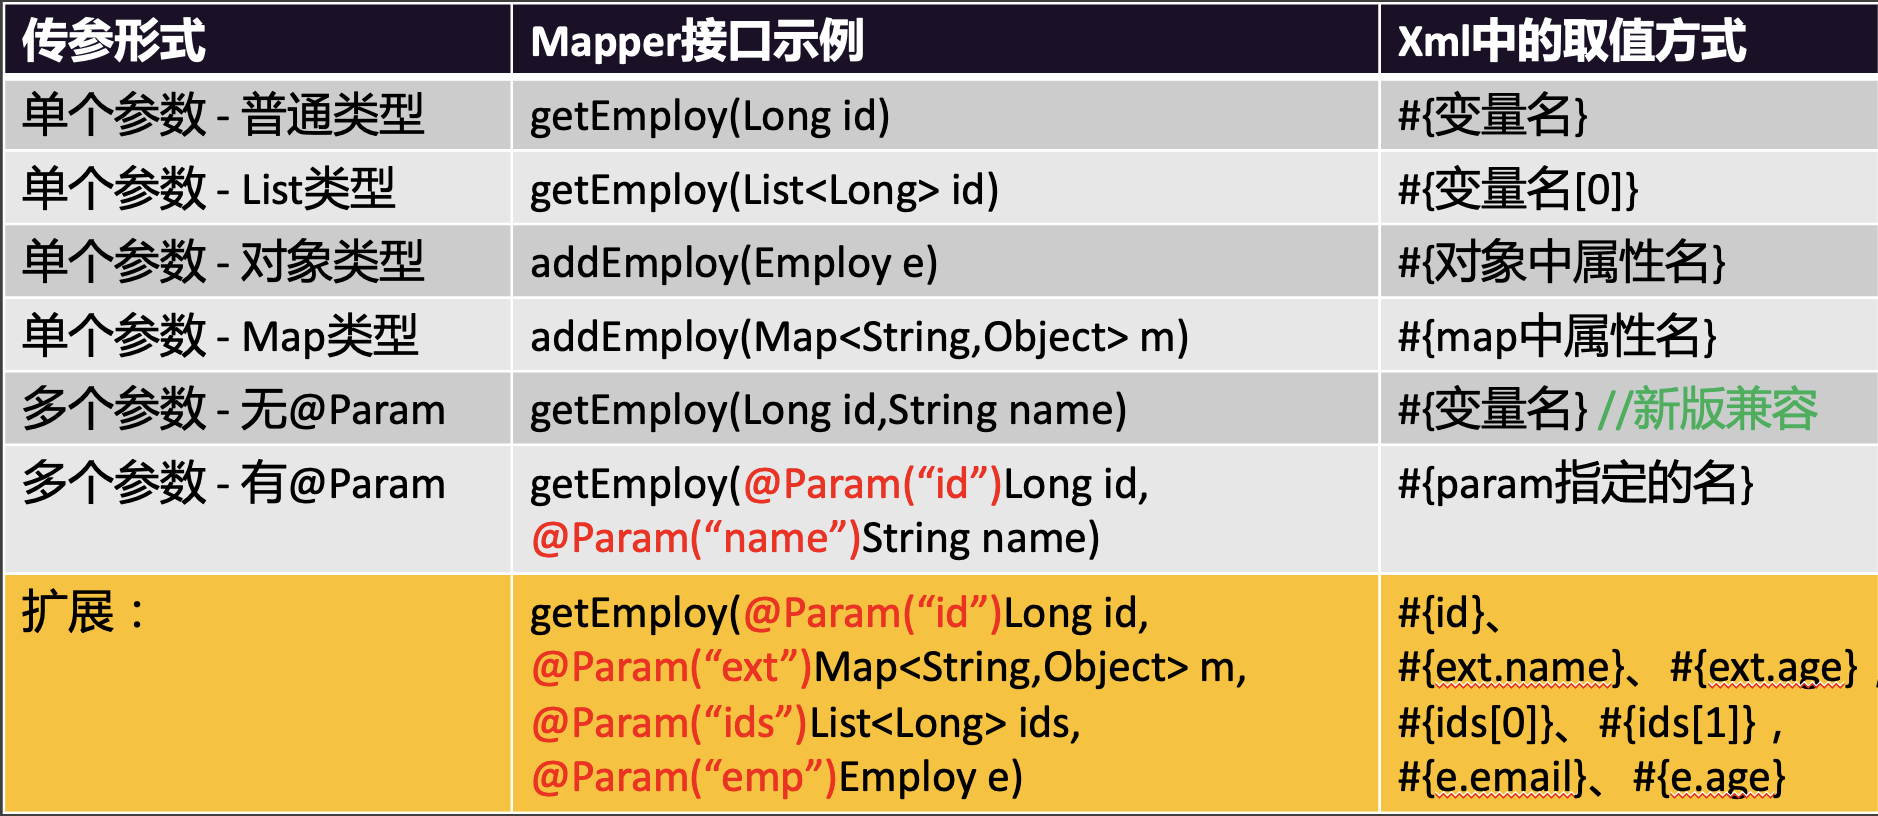 传参形式 Mapper接口示例 Xml中的取值方式
单个参数 - 普通类型 getEmploy(Long id) #{变量名}
单个参数 - List类型 getEmploy(List<Long> id) #{变量名[0]}
单个参数 - 对象类型 addEmploy(Employ e) #{对象中属性名}
单个参数 - Map类型 addEmploy(Map<String,Object> m) #{map中属性名}
多个参数 - 无@Param getEmploy(Long id,String name) #{变量名} //新版兼容
多个参数 - 有@Param getEmploy(@Param(“id”)Long id, #{param指定的名}
@Param(“name”)String name)
扩展： getEmploy(@Param(“id”)Long id, #{id}、
@Param(“ext”)Map<String,Object> m, #{ext.name}、 #{ext.age}，
@Param(“ids”)List<Long> ids, #{ids[0]}、 #{ids[1]}，
@Param(“emp”)Employ e) #{e.email}、 #{e.age}